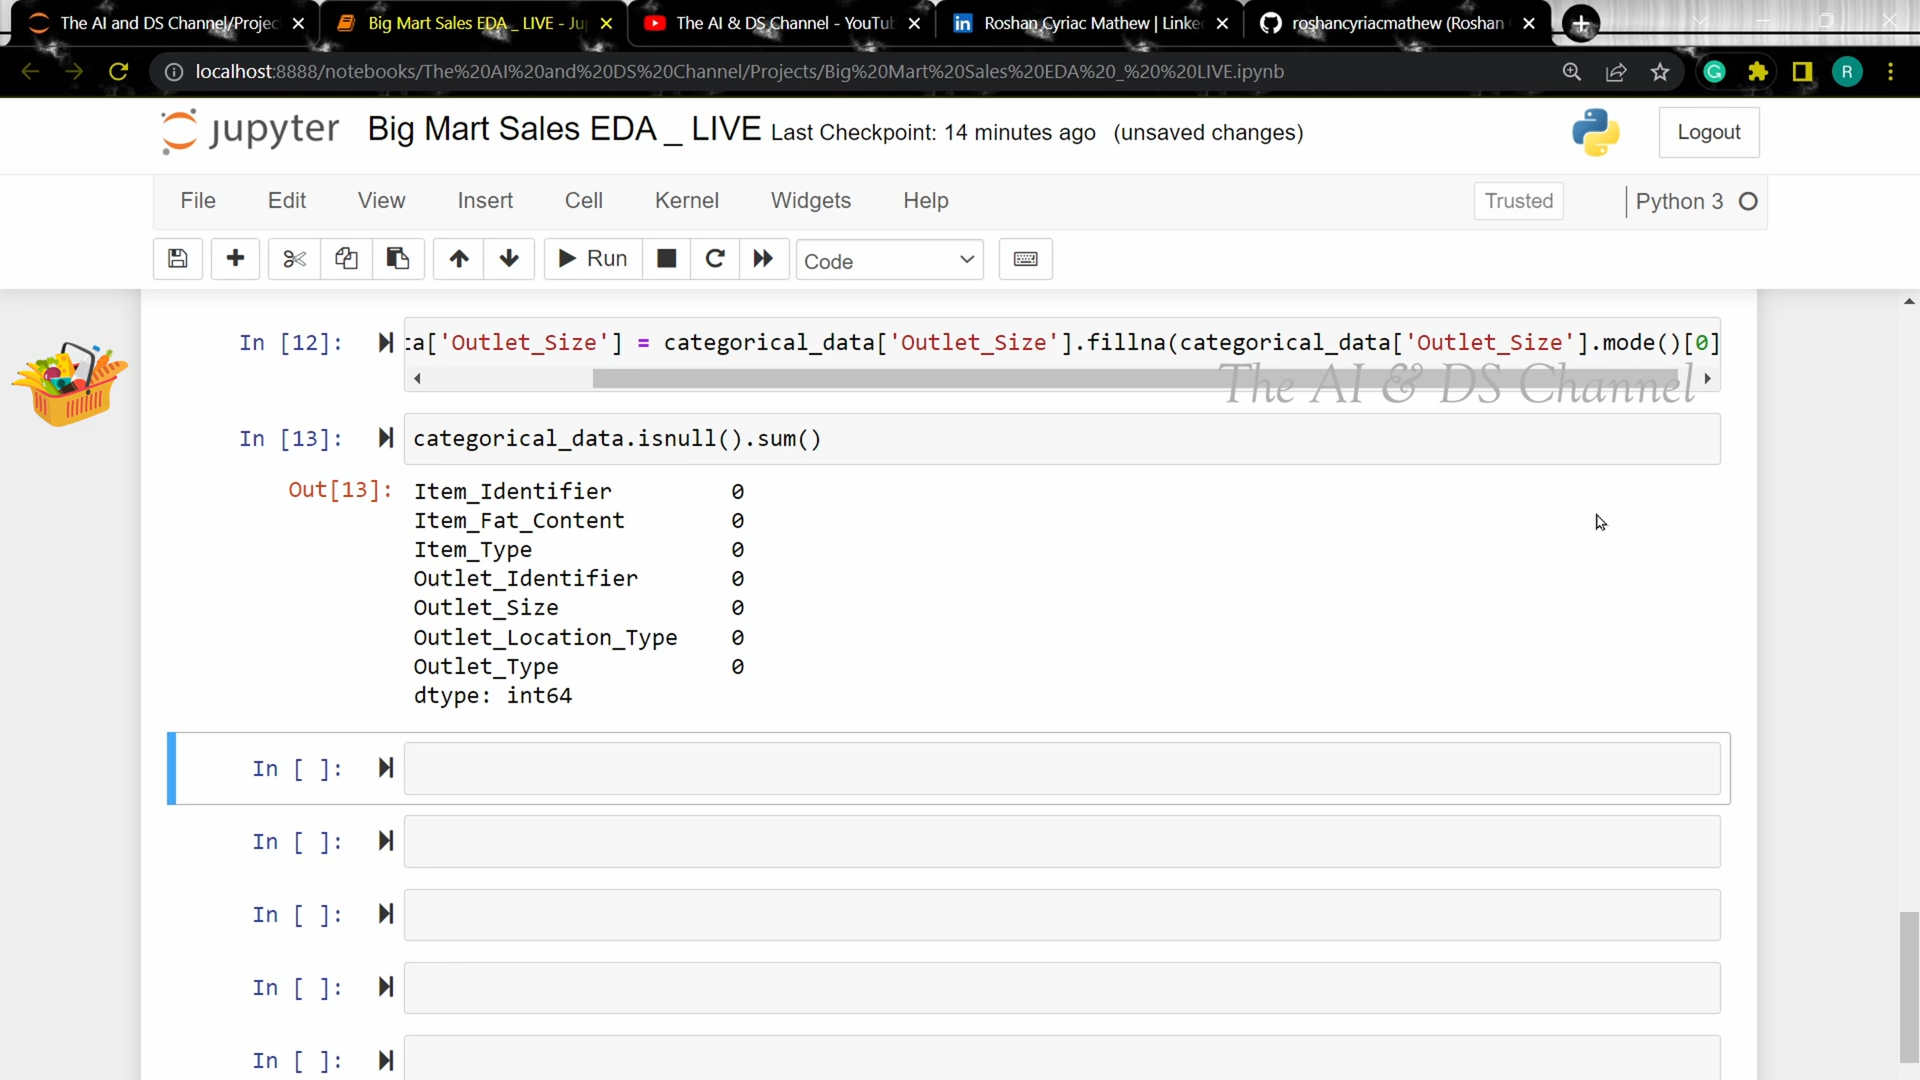 The AI and DS Channel/Projec
Big Mart Sales EDA _ LIVE - Ju
The AI & DS Channel - YouTu
Roshan Cyriac Mathew | Linke
roshancyriacmathew (Roshan
localhost:8888/notebooks/The%20AI%20and%20DS%20Channel/Projects/Big%20Mart%20Sales%20EDA%20_%20%20LIVE.ipynb
R
jupyter Big Mart Sales EDA _ LIVE Last Checkpoint: 14 minutes ago (unsaved changes)
Logout
File Edit View Insert Cell Kernel Widgets Help
Trusted
Python 3
Run
Code
In [12]: ta['Outlet_Size'] = categorical_data['Outlet_Size'].fillna(categorical_data['Outlet_Size'].mode()[0]
The AI & DS Channel
In [13]: categorical_data.isnull().sum()
Out[13]: Item_Identifier 0
Item_Fat_Content 0
Item_Type 0
Outlet_Identifier 0
Outlet_Size 0
Outlet_Location_Type 0
Outlet_Type 0
dtype: int64
In [ ]:
In [ ]:
In [ ]:
In [ ]:
In [ ]: